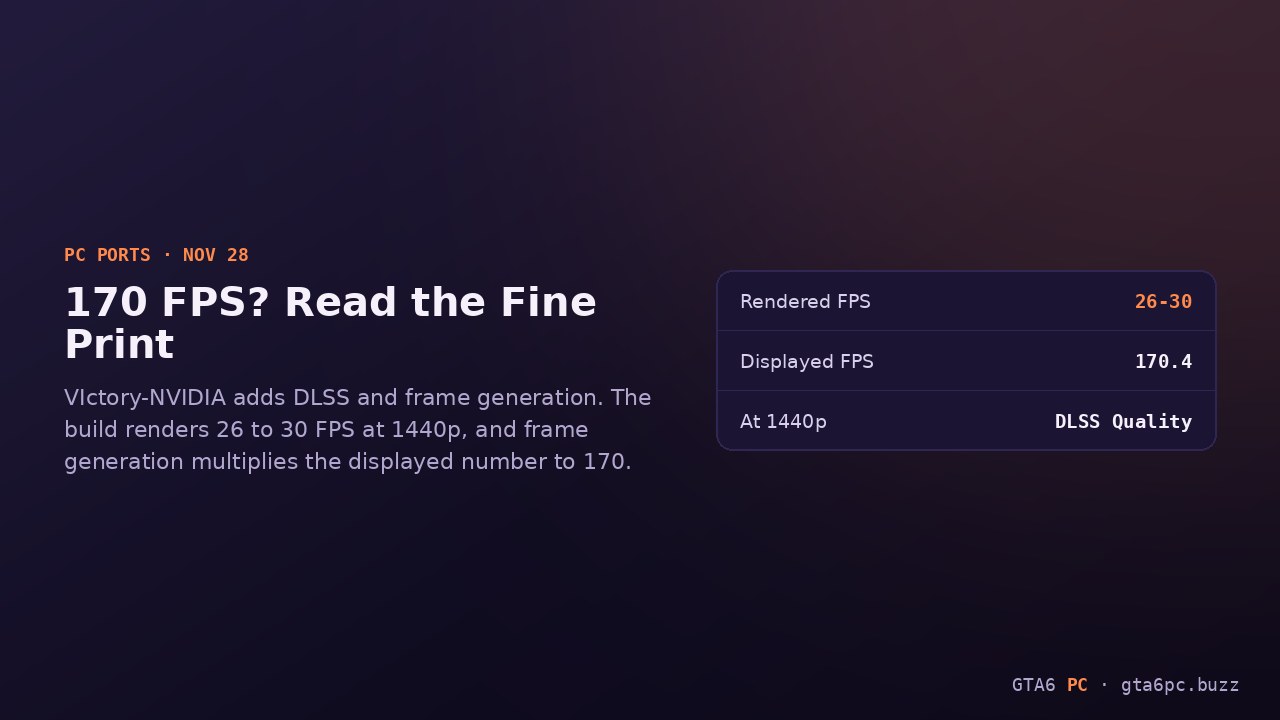 PC PORTS · NOV 28
170 FPS? Read the Fine
Print
VIctory-NVIDIA adds DLSS and frame generation. The
build renders 26 to 30 FPS at 1440p, and frame
generation multiplies the displayed number to 170.
Rendered FPS 26-30
Displayed FPS 170.4
At 1440p DLSS Quality
GTA6 PC · gta6pc.buzz